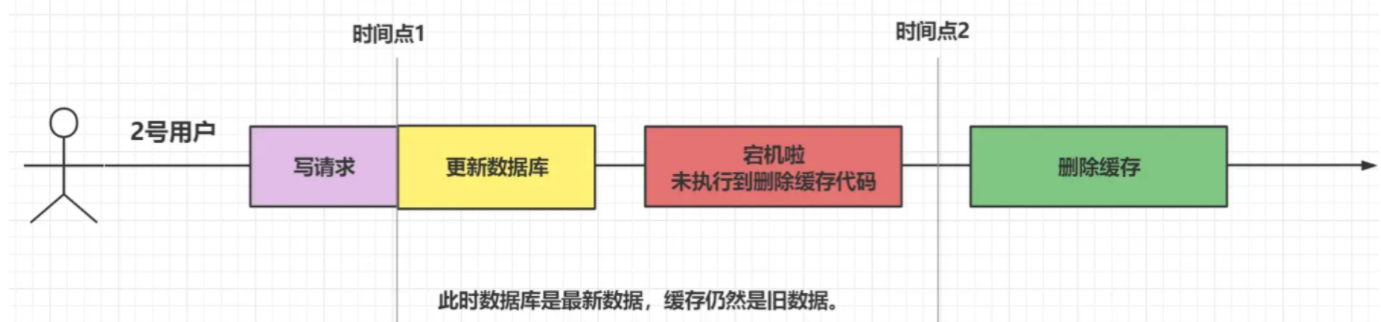 时间点1
时间点2
2号用户
写请求
更新数据库
宕机啦
未执行到删除缓存代码
删除缓存
此时数据库是最新数据，缓存仍然是旧数据。